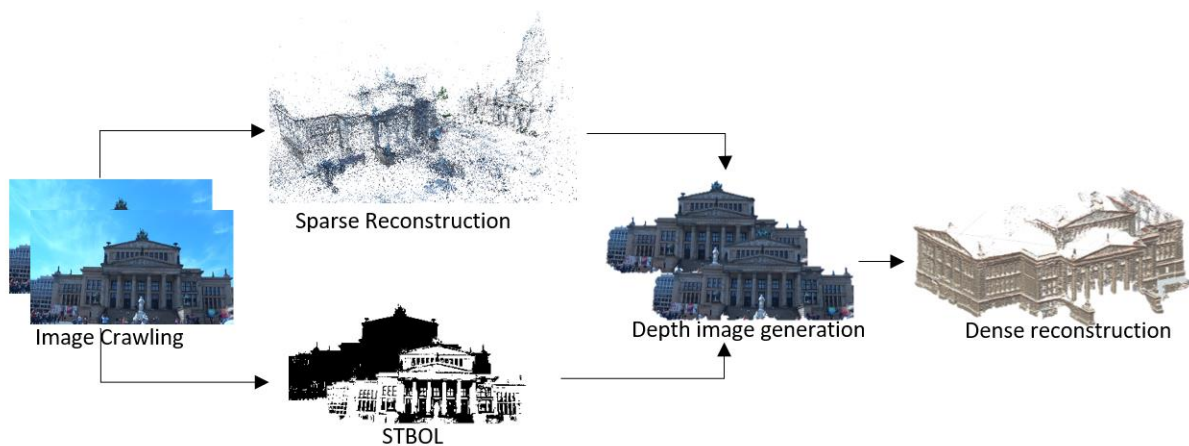 Sparse Reconstruction
Image Crawling
STBOL
Depth image generation
Dense reconstruction